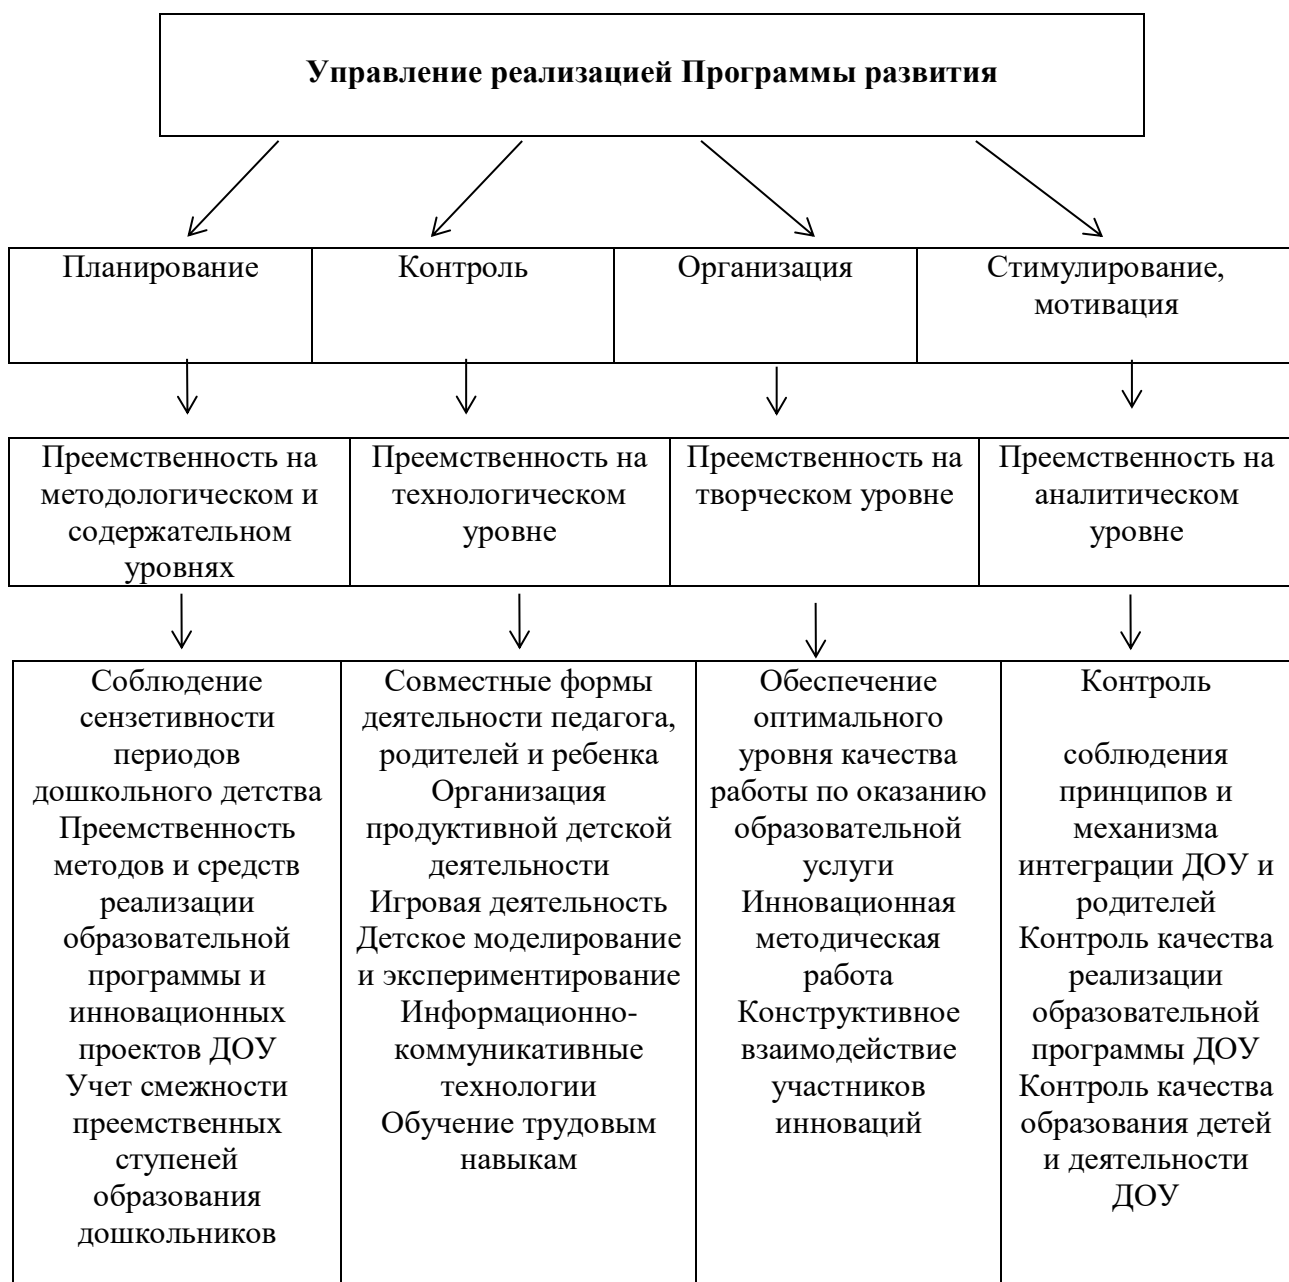 Управление реализацией Программы развития
Планирование
Контроль
Организация
Стимулирование,
мотивация
Преемственность на
методологическом и
содержательном
уровнях
Преемственность на
технологическом
уровне
Преемственность на
творческом уровне
Преемственность на
аналитическом
уровне
Соблюдение
сензетивности
периодов
дошкольного детства
Преемственность
методов и средств
реализации
образовательной
программы и
инновационных
проектов ДОУ
Учет смежности
преемственных
ступеней
образования
дошкольников
Совместные формы
деятельности педагога,
родителей и ребенка
Организация
продуктивной детской
деятельности
Игровая деятельность
Детское моделирование
и экспериментирование
Информационно-
коммуникативные
технологии
Обучение трудовым
навыкам
Обеспечение
оптимального
уровня качества
работы по оказанию
образовательной
услуги
Инновационная
методическая
работа
Конструктивное
взаимодействие
участников
инноваций
Контроль
соблюдения
принципов и
механизма
интеграции ДОУ и
родителей
Контроль качества
реализации
образовательной
программы ДОУ
Контроль качества
образования детей
и деятельности
ДОУ